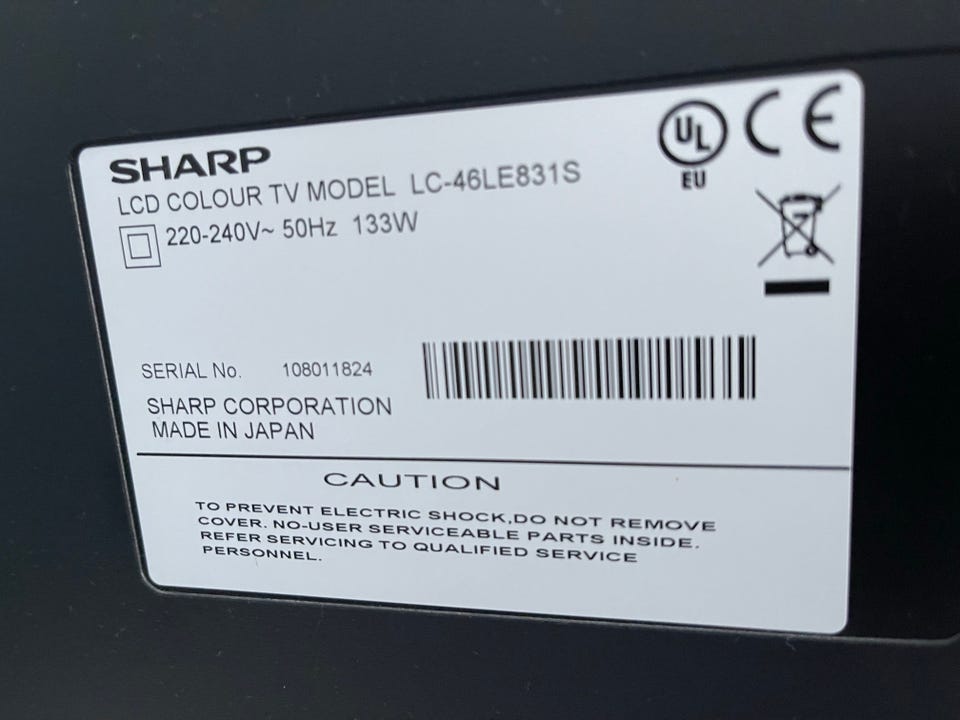 SHARP
LCD COLOUR TV MODEL LC-46LE831S
220-240V~ 50Hz 133W
UL
EU
CE
SERIAL No. 108011824
SHARP CORPORATION
MADE IN JAPAN
CAUTION
TO PREVENT ELECTRIC SHOCK,DO NOT REMOVE
COVER. NO-USER SERVICEABLE PARTS INSIDE.
REFER SERVICING TO QUALIFIED SERVICE
PERSONNEL.